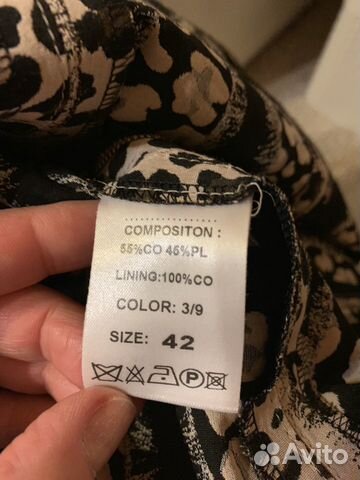 COMPOSITON :
55%CO 45%PL
LINING:100%CO
COLOR: 3/9
SIZE: 42
P
Avito